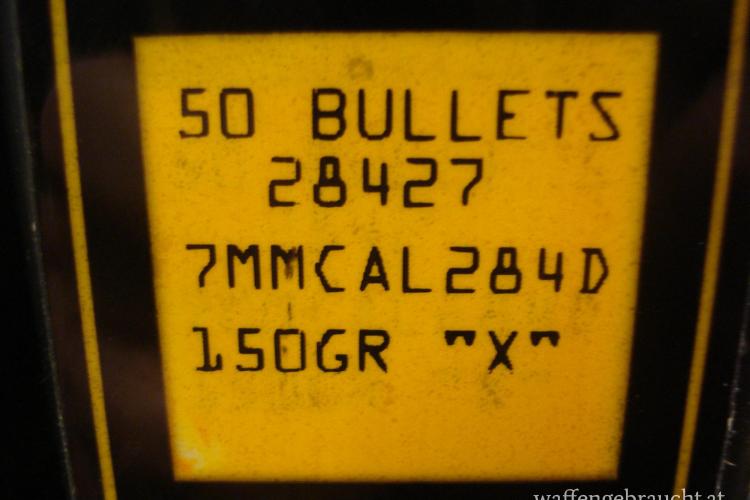 50 BULLETS
28427
7MMCAL284D
150GR "X"
waffengebraucht.at